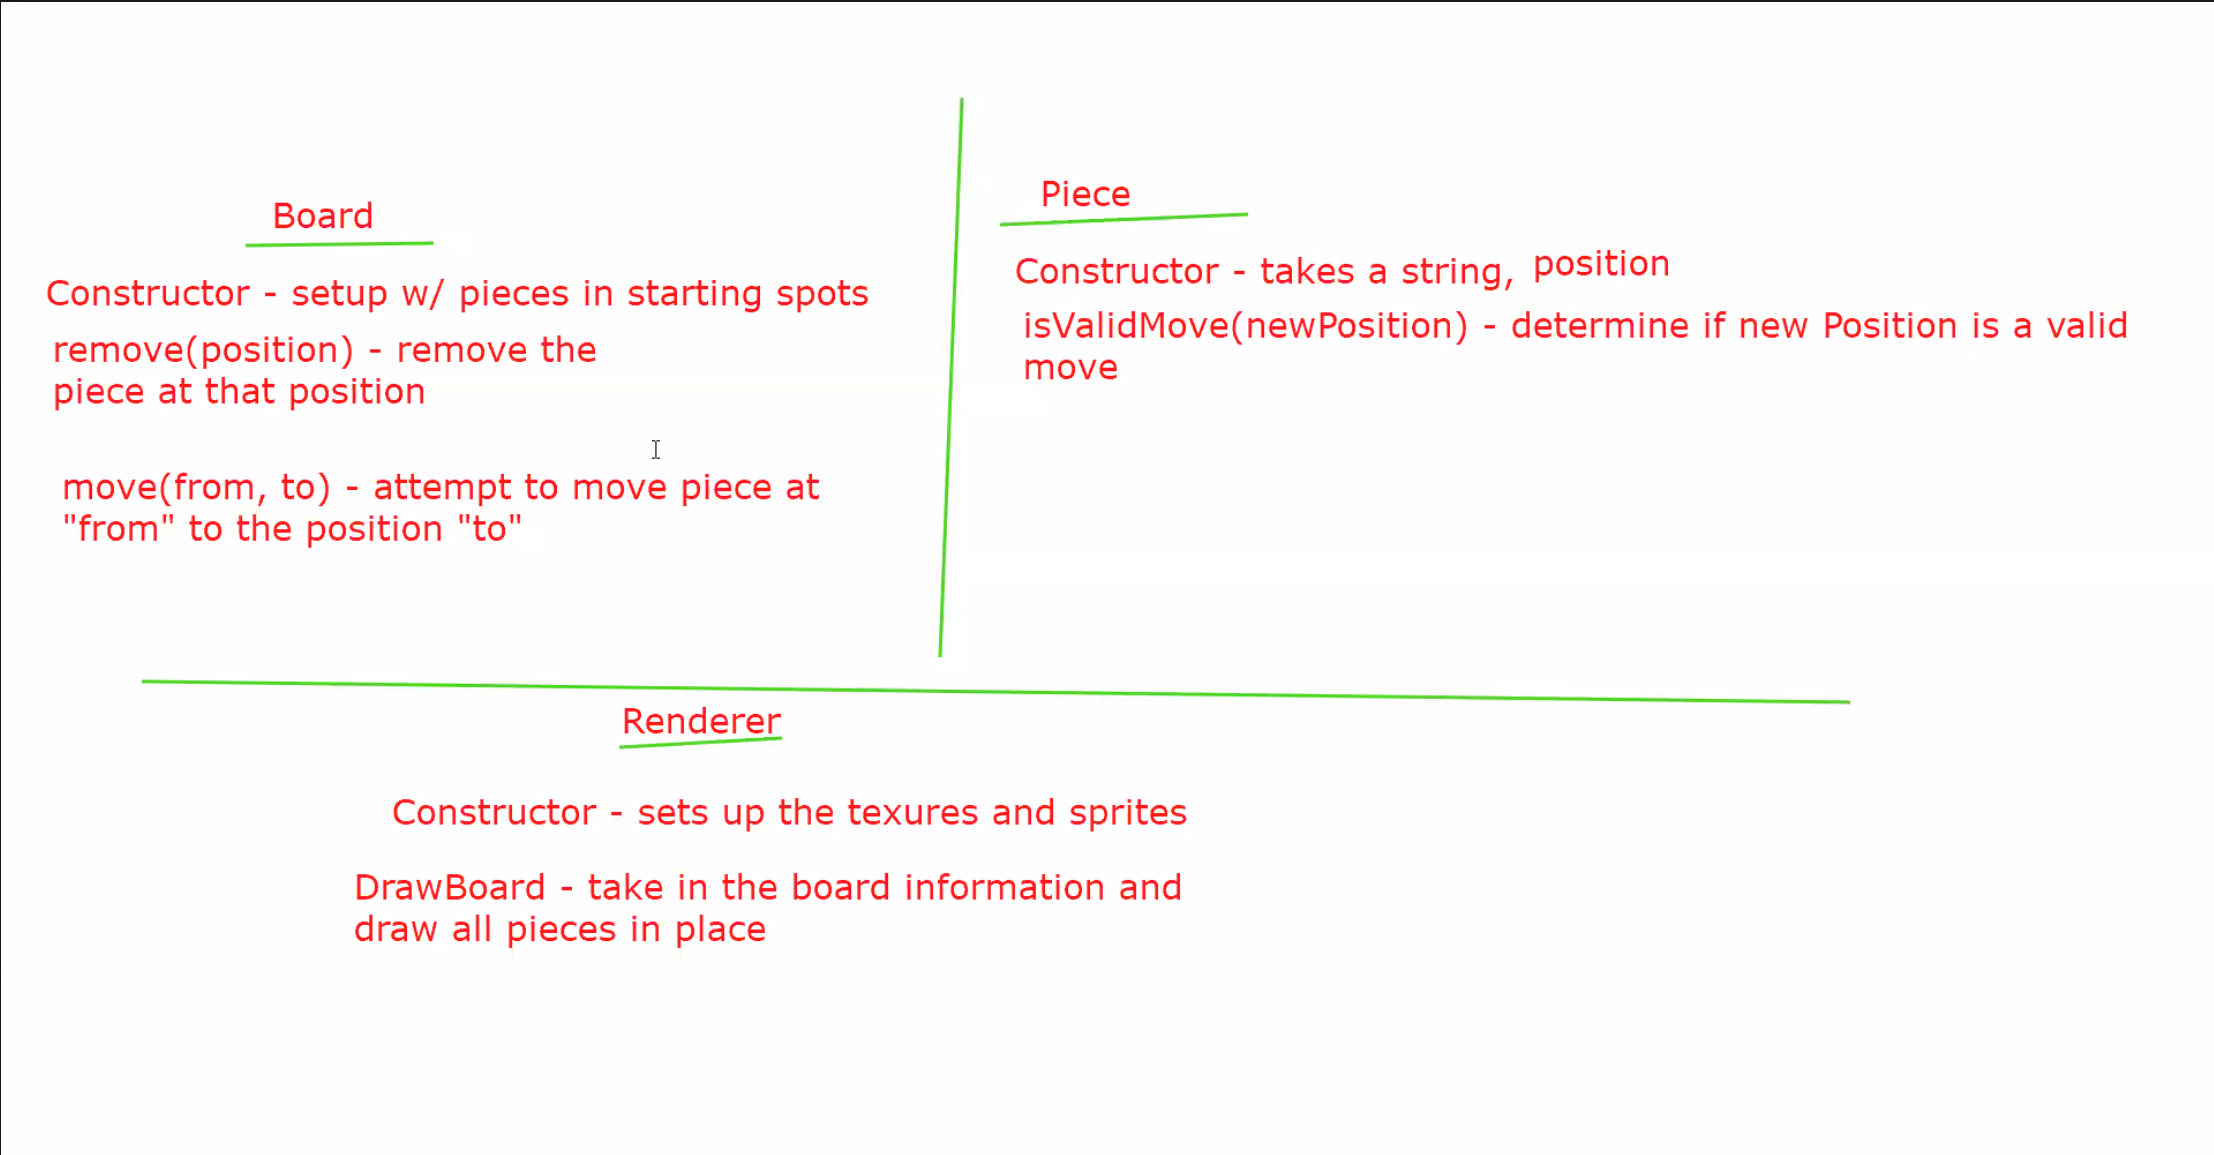 Board
Constructor - setup w/ pieces in starting spots
remove(position) - remove the
piece at that position
move(from, to) - attempt to move piece at
"from" to the position "to"
Piece
Constructor - takes a string, position
isValidMove(newPosition) - determine if new Position is a valid
move
Renderer
Constructor - sets up the texures and sprites
DrawBoard - take in the board information and
draw all pieces in place